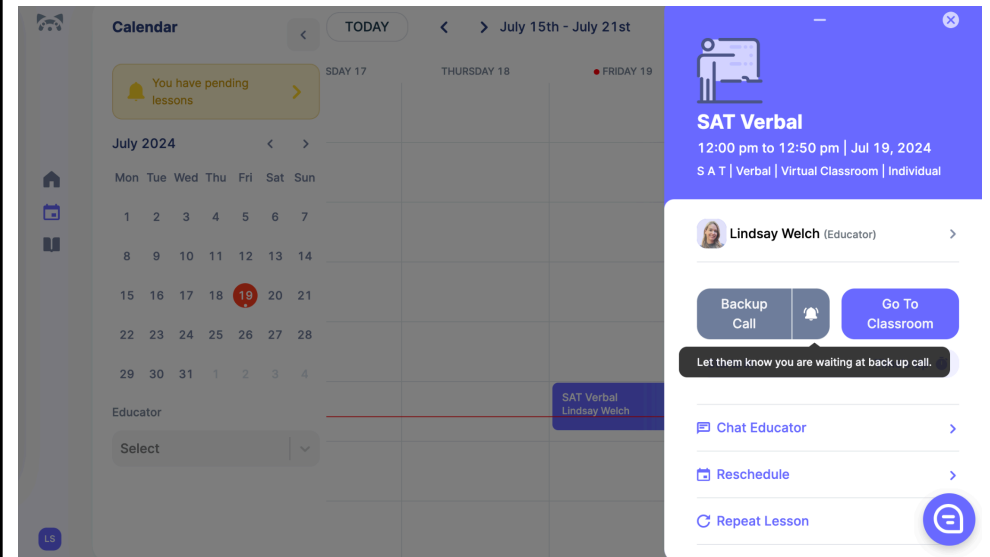 Calendar
TODAY
July 15th - July 21st
You have pending
lessons
SDAY 17
THURSDAY 18
FRIDAY 19
July 2024
Mon Tue Wed Thu Fri Sat Sun
1 2 3 4 5 6 7
8 9 10 11 12 13 14
15 16 17 18 19 20 21
22 23 24 25 26 27 28
29 30 31 1 2 3 4
Educator
Select
SAT Verbal
Lindsay Welch
LS
SAT Verbal
12:00 pm to 12:50 pm | Jul 19, 2024
S A T | Verbal | Virtual Classroom | Individual
Lindsay Welch (Educator)
Backup
Call
Go To
Classroom
Let them know you are waiting at back up call.
Chat Educator
Reschedule
Repeat Lesson